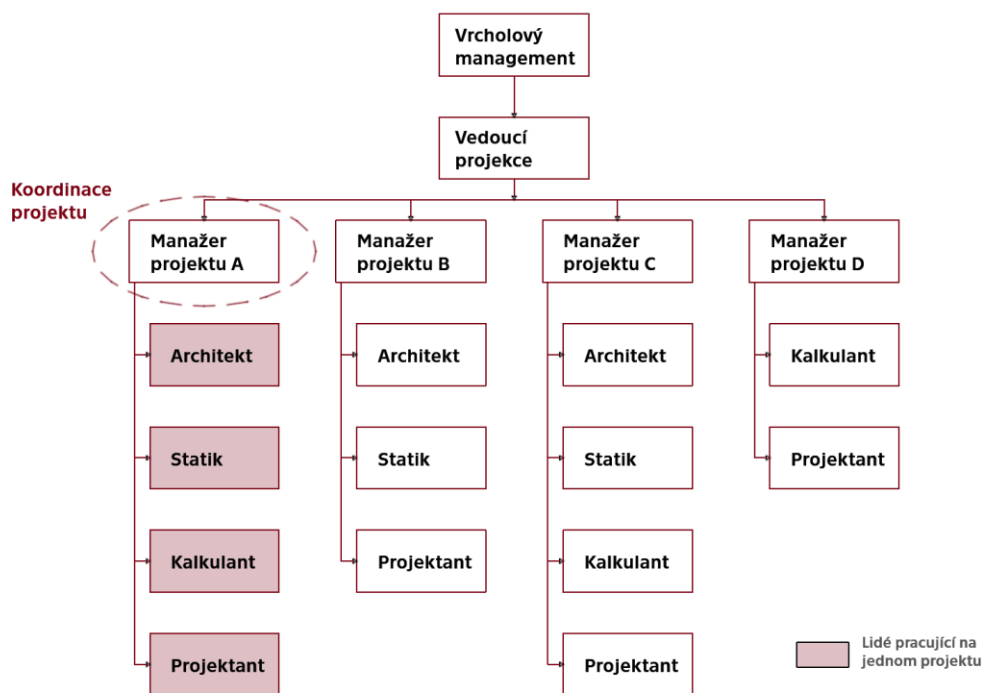 Vrcholový
management
Vedoucí
projekce
Koordinace
projektu
Manažer
projektu A
Manažer
projektu B
Manažer
projektu C
Manažer
projektu D
Architekt
Architekt
Architekt
Kalkulant
Statik
Statik
Statik
Projektant
Kalkulant
Projektant
Kalkulant
Projektant
Projektant
Lidé pracující na
jednom projektu